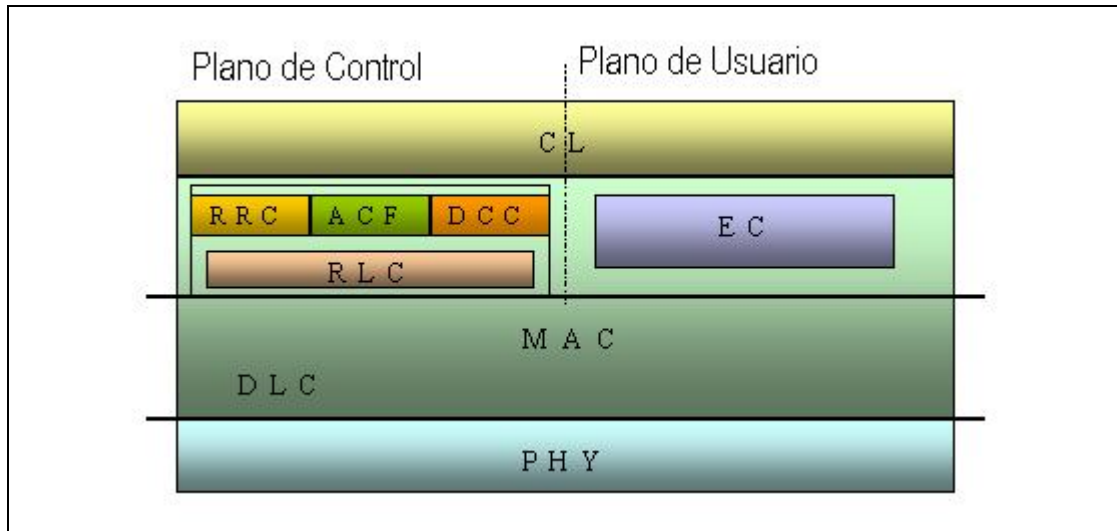 Plano de Control
Plano de Usuario
C L
R R C
A C F
D C C
E C
R L C
M A C
D L C
P H Y